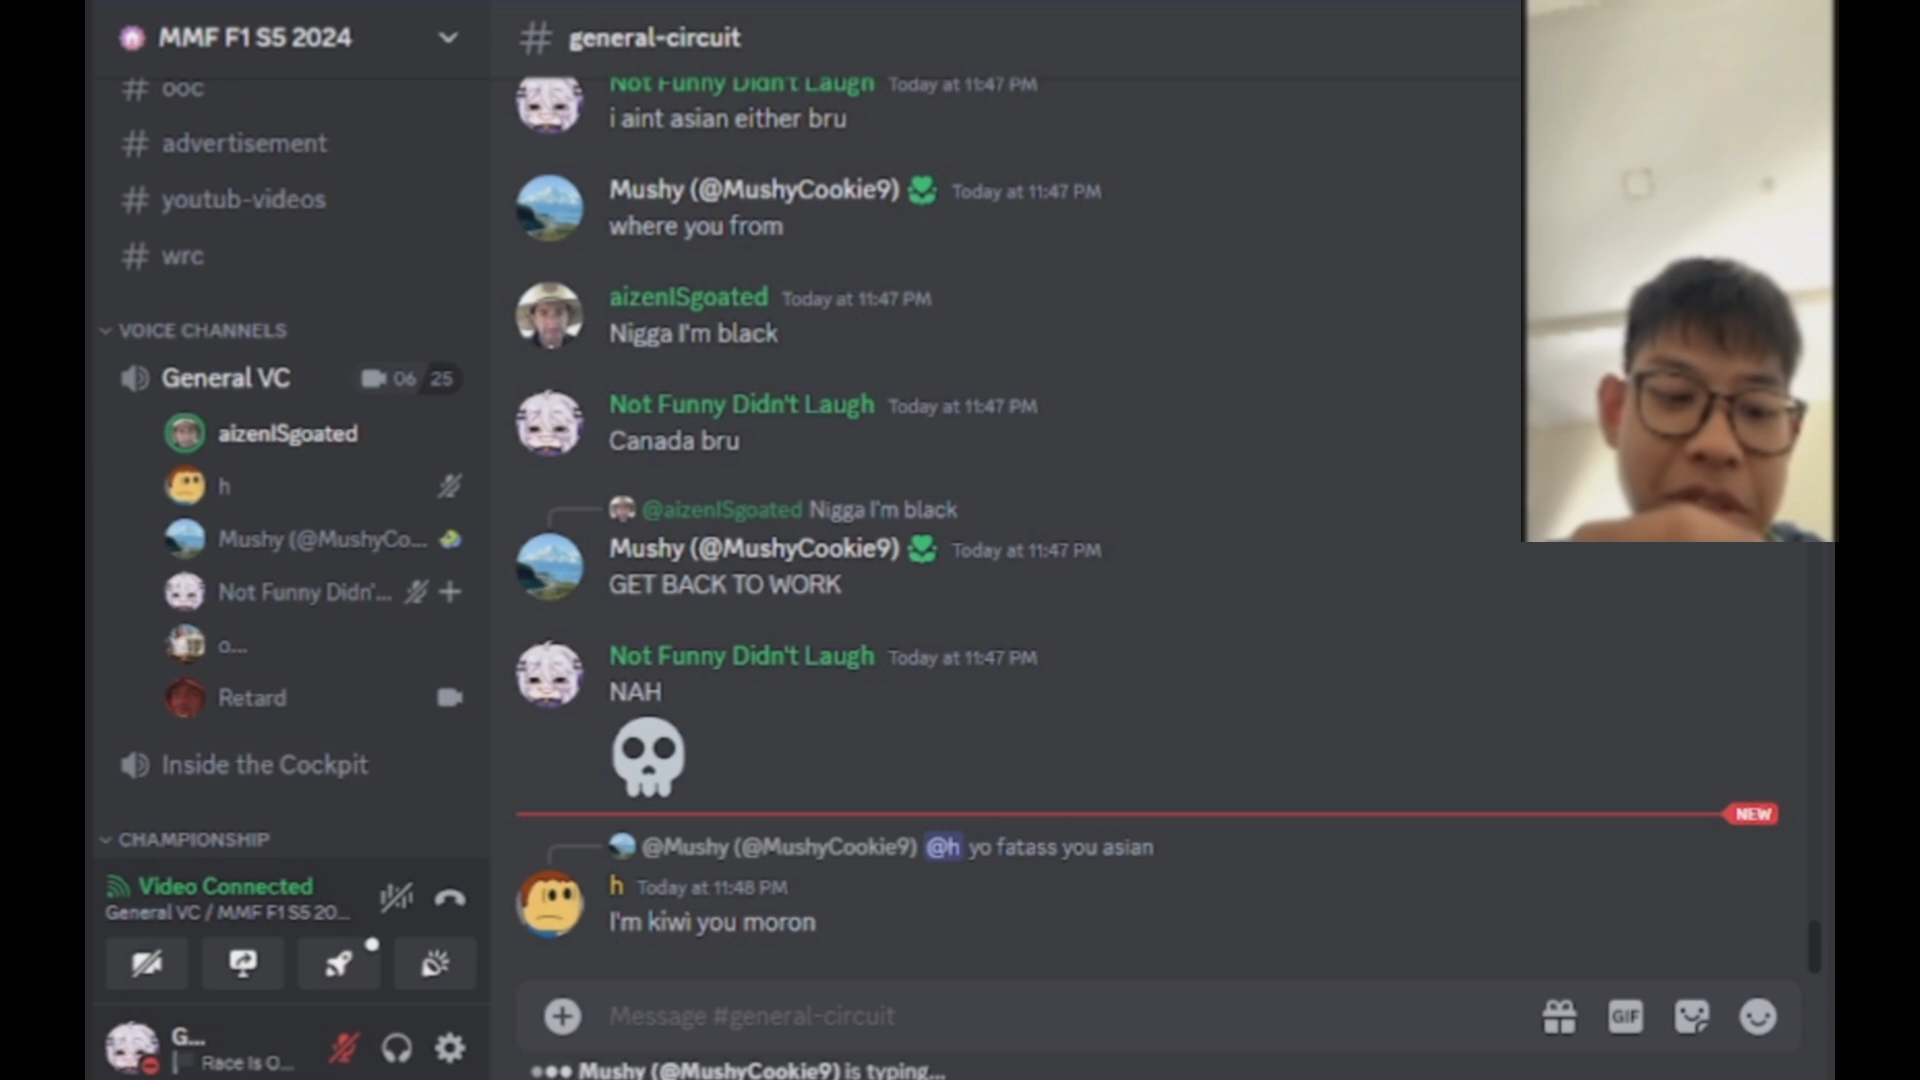 MMF F1 S5 2024
ooc
advertisement
youtub-videos
wrc
VOICE CHANNELS
General VC 06 25
aizenISgoated
h
Mushy (@MushyCo...
Not Funny Didn'...
o...
Retard
Inside the Cockpit
CHAMPIONSHIP
Video Connected
General VC / MMF F1 S5 20...
G...
Race Is O...
# general-circuit
Not Funny Didn't Laugh Today at 11:47 PM
i aint asian either bru
Mushy (@MushyCookie9) Today at 11:47 PM
where you from
aizenISgoated Today at 11:47 PM
Nigga I'm black
Not Funny Didn't Laugh Today at 11:47 PM
Canada bru
@aizenISgoated Nigga I'm black
Mushy (@MushyCookie9) Today at 11:47 PM
GET BACK TO WORK
Not Funny Didn't Laugh Today at 11:47 PM
NAH
NEW
@Mushy (@MushyCookie9) @h yo fatass you asian
h Today at 11:48 PM
I'm kiwi you moron
Message #general-circuit
GIF
Mushy (@MushyCookie9) is typing...